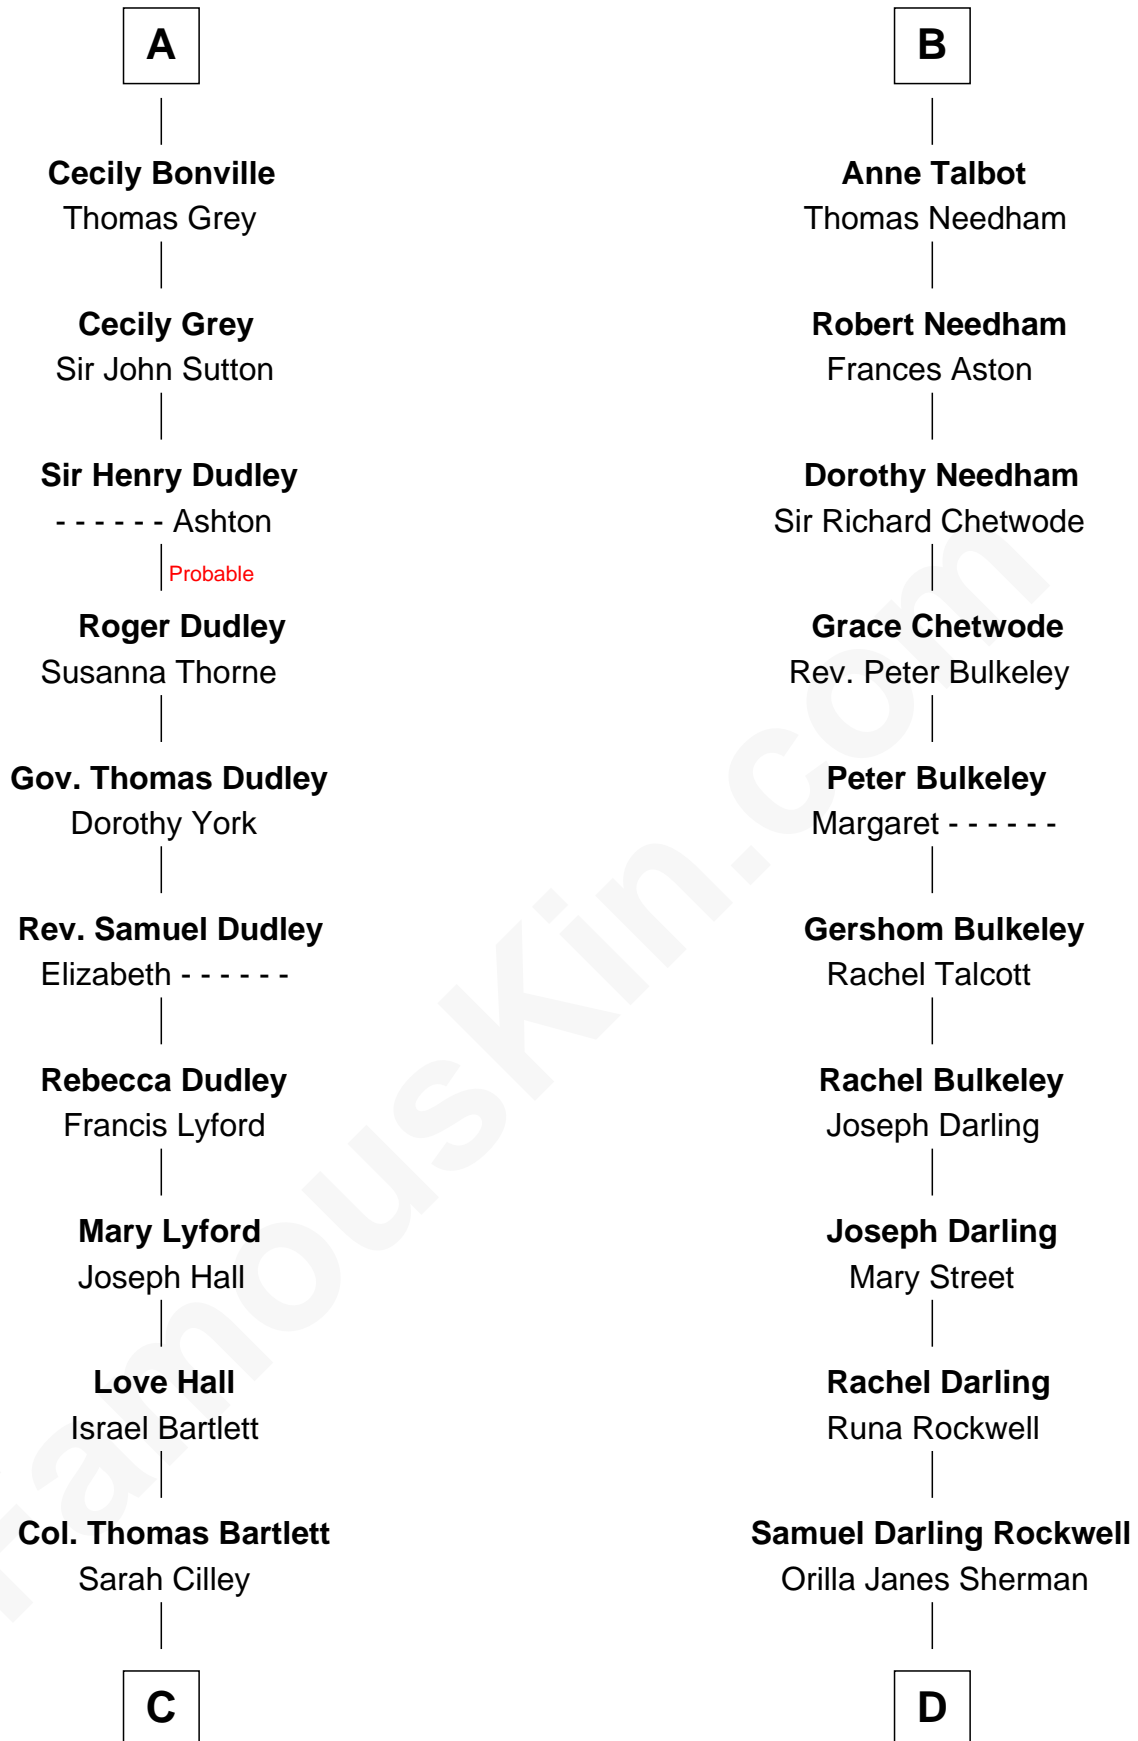 A
Cecily Bonville
Thomas Grey
Cecily Grey
Sir John Sutton
Sir Henry Dudley
- - - - - - Ashton
Probable
Roger Dudley
Susanna Thorne
Gov. Thomas Dudley
Dorothy York
Rev. Samuel Dudley
Elizabeth - - - - - -
Rebecca Dudley
Francis Lyford
Mary Lyford
Joseph Hall
Love Hall
Israel Bartlett
Col. Thomas Bartlett
Sarah Cilley
C
B
Anne Talbot
Thomas Needham
Robert Needham
Frances Aston
Dorothy Needham
Sir Richard Chetwode
Grace Chetwode
Rev. Peter Bulkeley
Peter Bulkeley
Margaret - - - - - -
Gershom Bulkeley
Rachel Talcott
Rachel Bulkeley
Joseph Darling
Joseph Darling
Mary Street
Rachel Darling
Runa Rockwell
Samuel Darling Rockwell
Orilla Janes Sherman
D
FamousKin.com